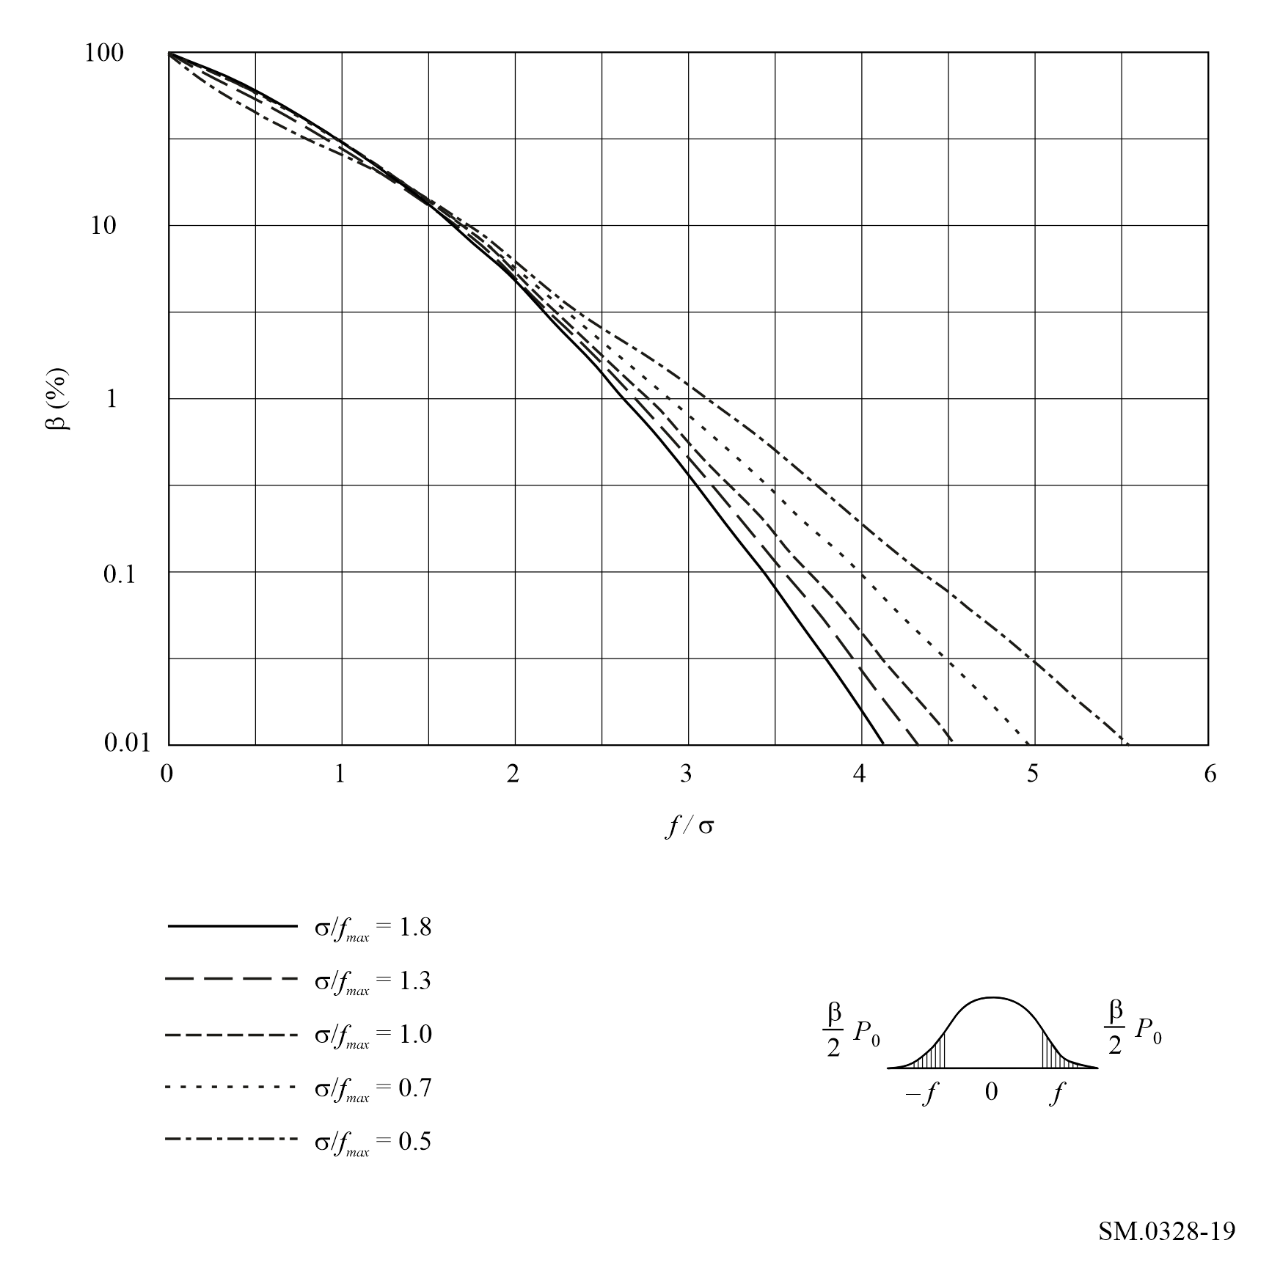 100
10
1
0.1
0.01
β (%)
0 1 2 3 4 5 6
f / σ
σ/fmax = 1.8
σ/fmax = 1.3
σ/fmax = 1.0
σ/fmax = 0.7
σ/fmax = 0.5
β/2 P0
β/2 P0
–f 0 f
SM.0328-19